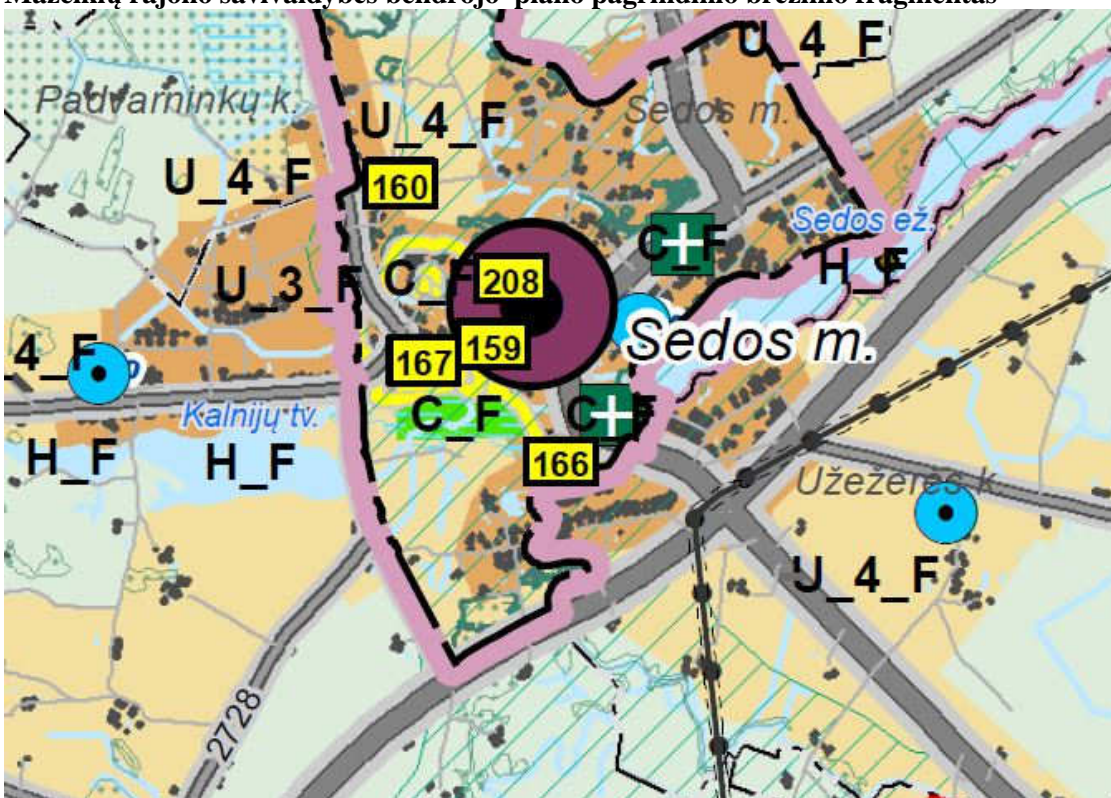 Mažeikių rajono savivaldybės bendrojo plano pagrindinio brėžinio fragmentas
U_4_F
Padvarninkų k.
Sedos m.
U_4_F
U_4_F
160
Sedos ež.
C_F
H_F
U_3_F
C_F
208
Sedos m.
159
4_F
167
Kalnijų tv.
C_F
C_F
H_F
H_F
166
Užežerės k.
U_4_F
2728